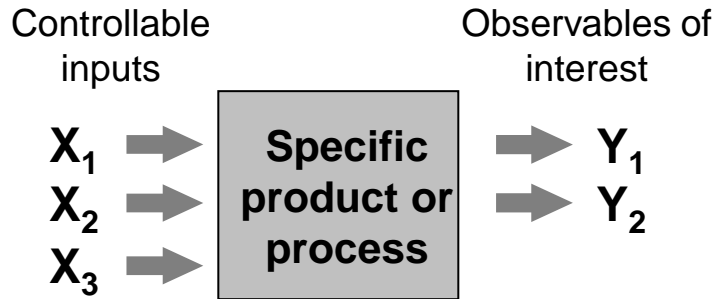 Controllable
inputs
Observables of
interest
X₁
X₂
X₃
Specific
product or
process
Y₁
Y₂